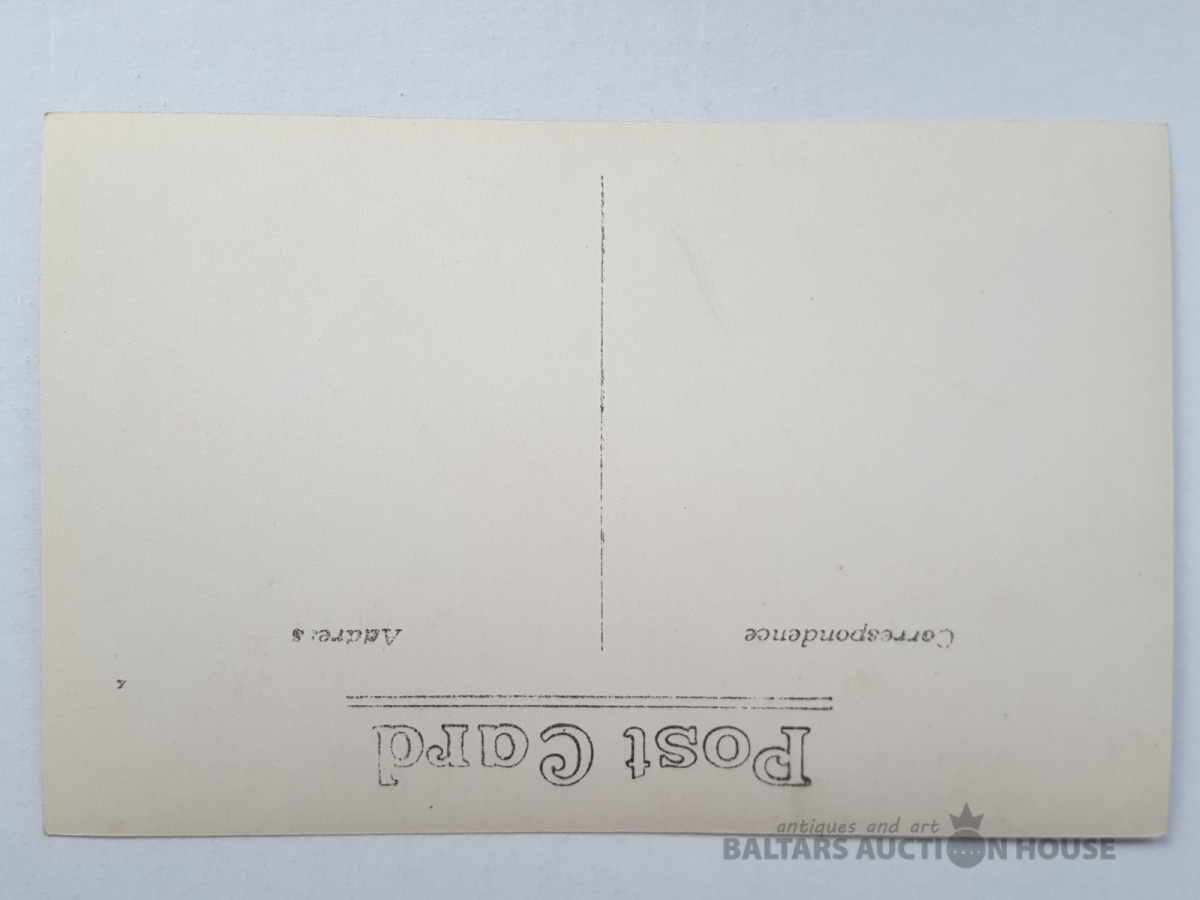 Post Card
Correspondence
Address
antiques and art
BALTARS AUCTION HOUSE